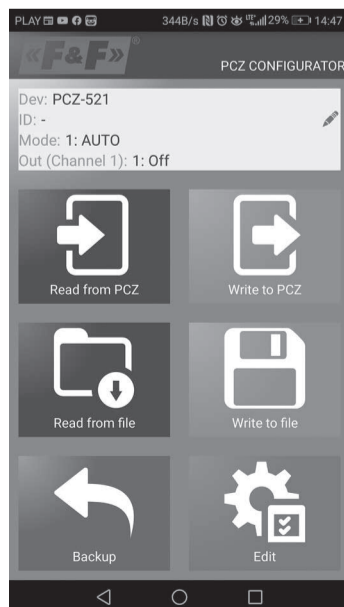 PLAY 344B/s 29% 14:47
«F&F»®
PCZ CONFIGURATOR
Dev: PCZ-521
ID: -
Mode: 1: AUTO
Out (Channel 1): 1: Off
Read from PCZ
Write to PCZ
Read from file
Write to file
Backup
Edit